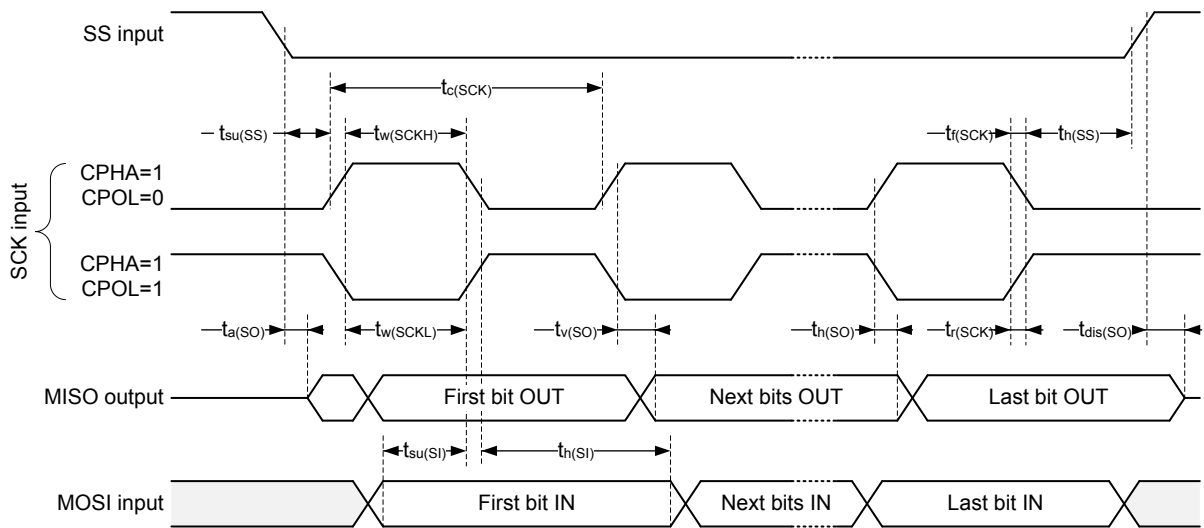 SS input
tc(SCK)
tsu(SS)
tw(SCKH)
tf(SCK)
th(SS)
SCK input
CPHA=1
CPOL=0
CPHA=1
CPOL=1
ta(SO)
tw(SCKL)
tv(SO)
th(SO)
tr(SCK)
tdis(SO)
MISO output
First bit OUT
Next bits OUT
Last bit OUT
tsu(SI)
th(SI)
MOSI input
First bit IN
Next bits IN
Last bit IN